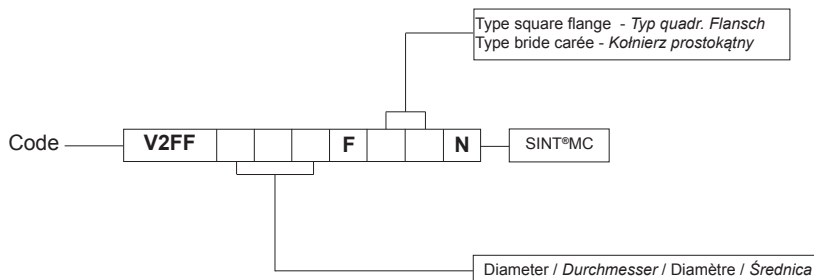 Type square flange - Typ quadr. Flansch
Type bride carée - Kołnierz prostokątny
Code V2FF F N SINT®MC
Diameter / Durchmesser / Diamètre / Średnica